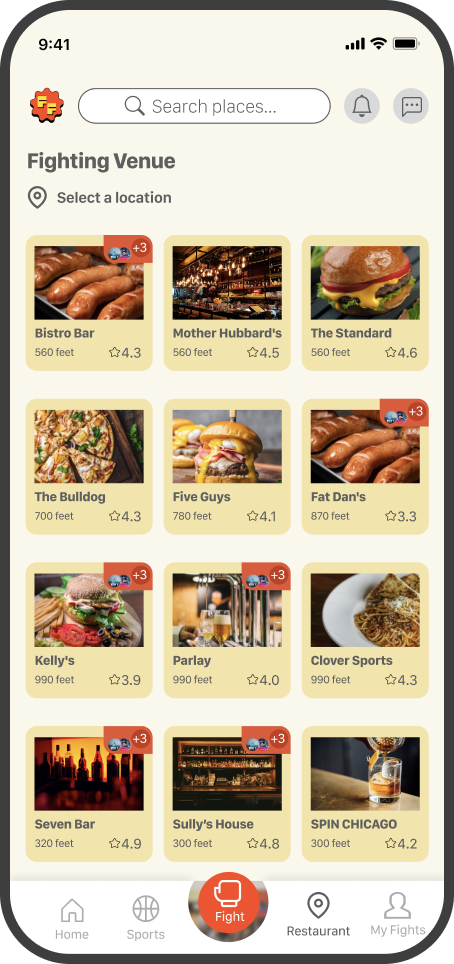 9:41
FF
Search places...
Fighting Venue
Select a location
+3
Bistro Bar
560 feet 4.3
Mother Hubbard's
560 feet 4.5
The Standard
560 feet 4.6
The Bulldog
700 feet 4.3
Five Guys
780 feet 4.1
+3
Fat Dan's
870 feet 3.3
+3
Kelly's
990 feet 3.9
+3
Parlay
990 feet 4.0
Clover Sports
990 feet 4.3
+3
Seven Bar
320 feet 4.9
+3
Sully's House
300 feet 4.8
SPIN CHICAGO
300 feet 4.2
Home
Sports
Fight
Restaurant
My Fights